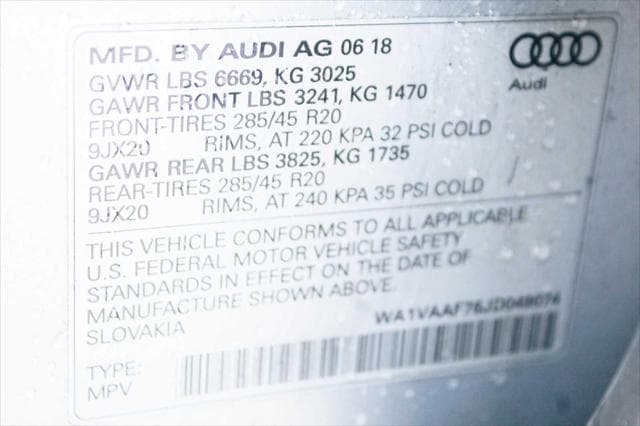 MFD. BY AUDI AG 06 18
GVWR LBS 6669, KG 3025
GAWR FRONT LBS 3241, KG 1470
FRONT-TIRES 285/45 R20
9JX20 RIMS, AT 220 KPA 32 PSI COLD
GAWR REAR LBS 3825, KG 1735
REAR-TIRES 285/45 R20
9JX20 RIMS, AT 240 KPA 35 PSI COLD
Audi
THIS VEHICLE CONFORMS TO ALL APPLICABLE
U.S. FEDERAL MOTOR VEHICLE SAFETY
STANDARDS IN EFFECT ON THE DATE OF
MANUFACTURE SHOWN ABOVE.
SLOVAKIA
WA1VAAF76JD048076
TYPE:
MPV